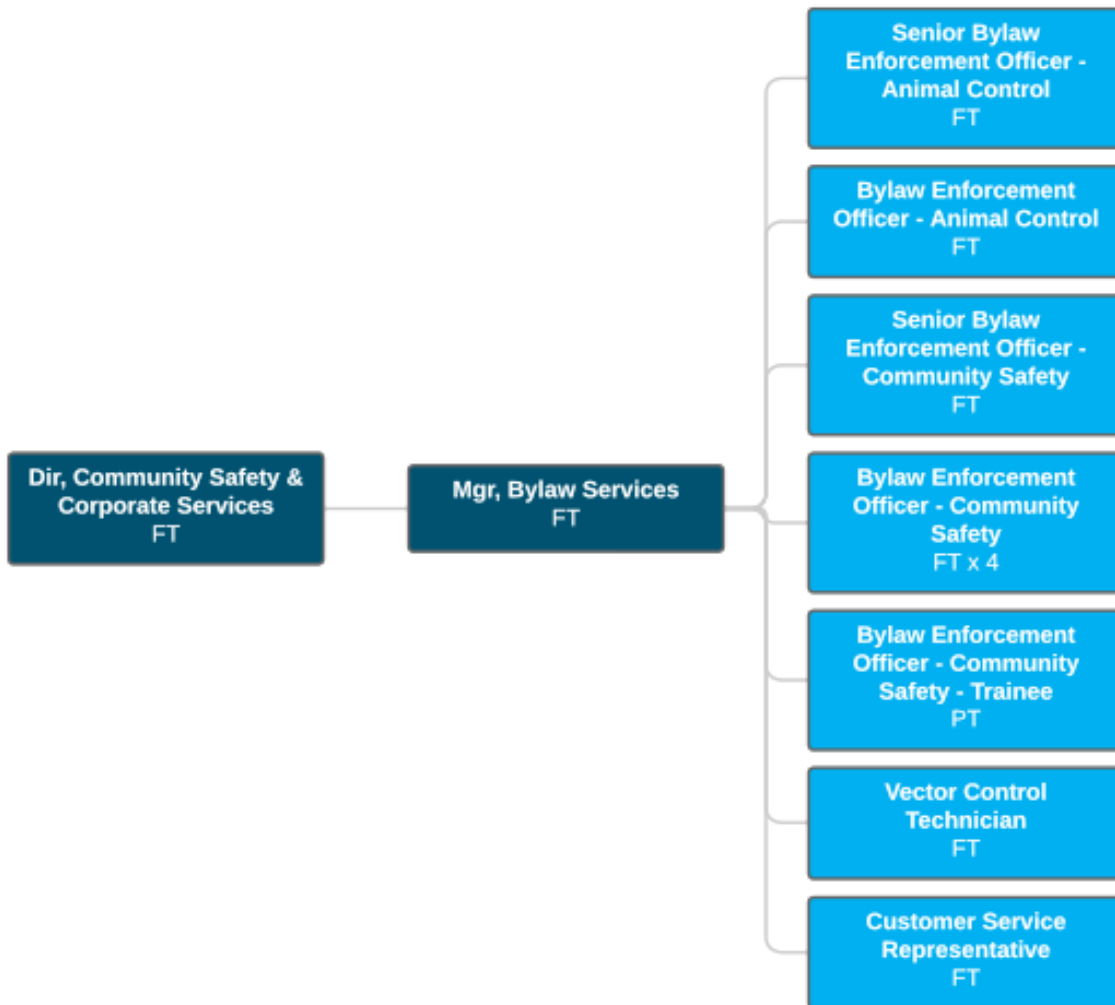 Dir, Community Safety &
Corporate Services
FT
Mgr, Bylaw Services
FT
Senior Bylaw
Enforcement Officer -
Animal Control
FT
Bylaw Enforcement
Officer - Animal Control
FT
Senior Bylaw
Enforcement Officer -
Community Safety
FT
Bylaw Enforcement
Officer - Community
Safety
FT x 4
Bylaw Enforcement
Officer - Community
Safety - Trainee
PT
Vector Control
Technician
FT
Customer Service
Representative
FT